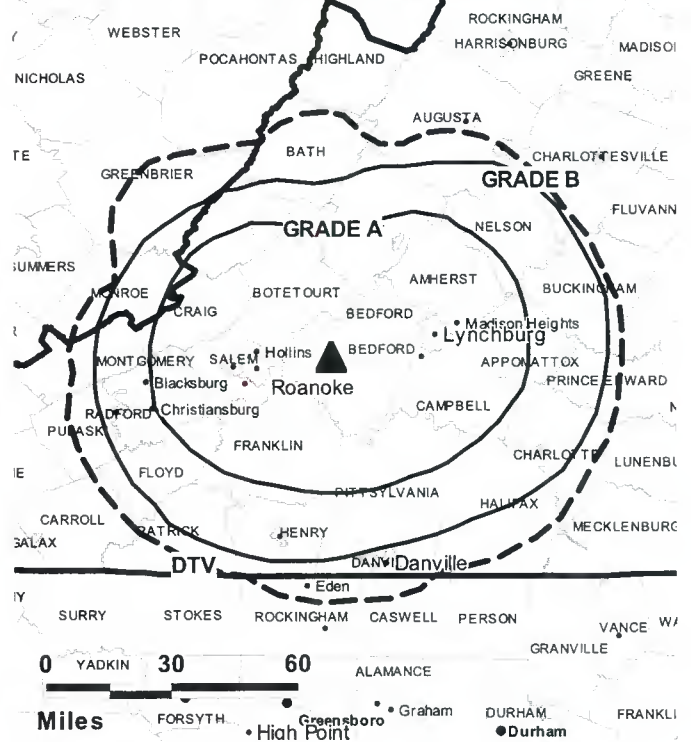 ROCKINGHAM
WEBSTER
HARRISONBURG
MADISO
POCAHONTAS
HIGHLAND
NICHOLAS
GREENE
AUGUSTA
BATH
CHARLOTTESVILLE
TE
GREENBRIER
GRADE B
FLUVANN
GRADE A
NELSON
SUMMERS
AMHERST
MONROE
BOTETOURT
BUCKINGHAM
CRAIG
BEDFORD
Madison Heights
Lynchburg
BEDFORD
Hollins
MONTGOMERY
SALEM
APPOMATTOX
Blacksburg
Roanoke
PRINCE EDWARD
RADFORD
Christiansburg
CAMPBELL
PULASK
FRANKLIN
CHARLOTTE
LUNENBU
FLOYD
PITTSYLVANIA
HALIFAX
CARROLL
PATRICK
HENRY
MECKLENBURG
GALAX
DTV
DANVI
Danville
Eden
SURRY
STOKES
ROCKINGHAM
CASWELL
PERSON
VANCE
WA
GRANVILLE
0
YADKIN
30
60
ALAMANCE
Miles
FORSYTH
Greensboro
Graham
DURHAM
FRANKLI
High Point
Durham